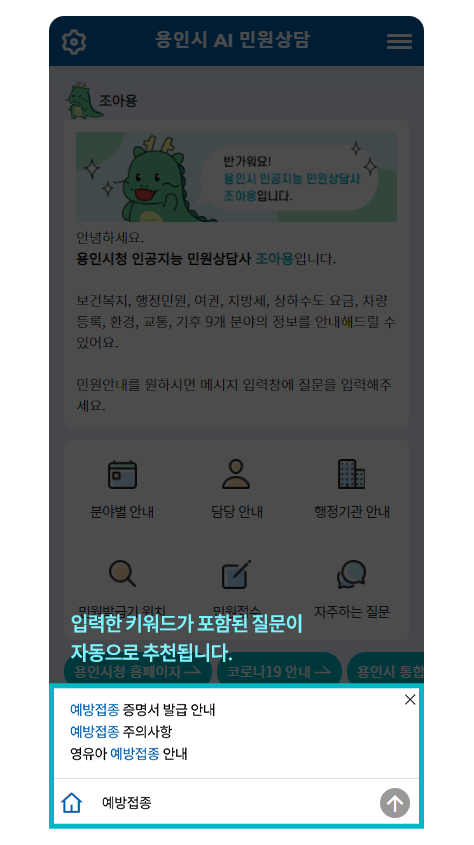 용인시 AI 민원상담
조아용
반가워요!
용인시 인공지능 민원상담사
조아용입니다.
안녕하세요.
용인시청 인공지능 민원상담사 조아용입니다.
보건복지, 행정민원, 여권, 지방세, 상하수도 요금, 차량
등록, 환경, 교통, 기후 9개 분야의 정보를 안내해드릴 수
있어요.
민원안내를 원하시면 메시지 입력창에 질문을 입력해주
세요.
분야별 안내 담당 안내 행정기관 안내
민원발급기 위치 민원접수 자주하는 질문
입력한 키워드가 포함된 질문이
자동으로 추천됩니다.
용인시청 홈페이지 코로나19 안내 용인시 통합
예방접종 증명서 발급 안내
예방접종 주의사항
영유아 예방접종 안내
예방접종